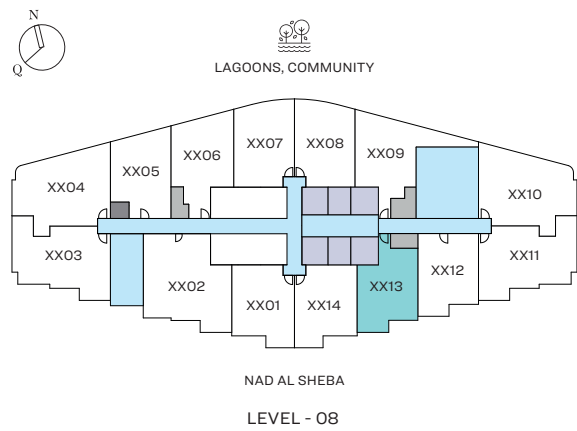 N
Q
LAGOONS, COMMUNITY
XX07
XX08
XX06
XX09
XX05
XX04
XX10
XX03
XX11
XX12
XX02
XX13
XX01
XX14
NAD AL SHEBA
LEVEL - 08